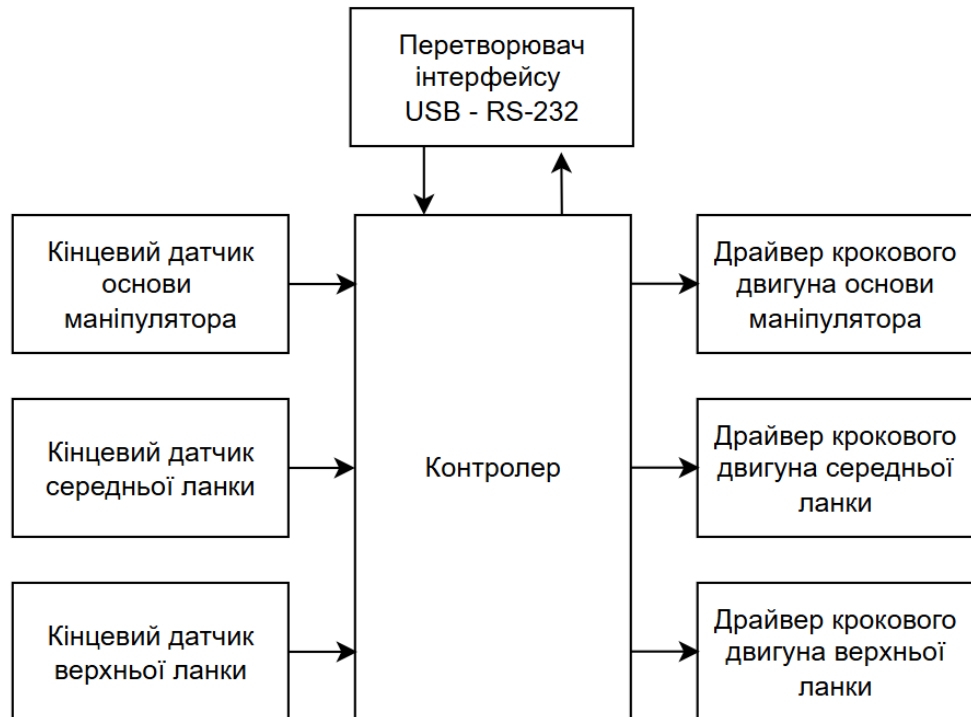 Перетворювач
інтерфейсу
USB - RS-232
Кінцевий датчик
основи
маніпулятора
Драйвер крокового
двигуна основи
маніпулятора
Кінцевий датчик
середньої ланки
Контролер
Драйвер крокового
двигуна середньої
ланки
Кінцевий датчик
верхньої ланки
Драйвер крокового
двигуна верхньої
ланки